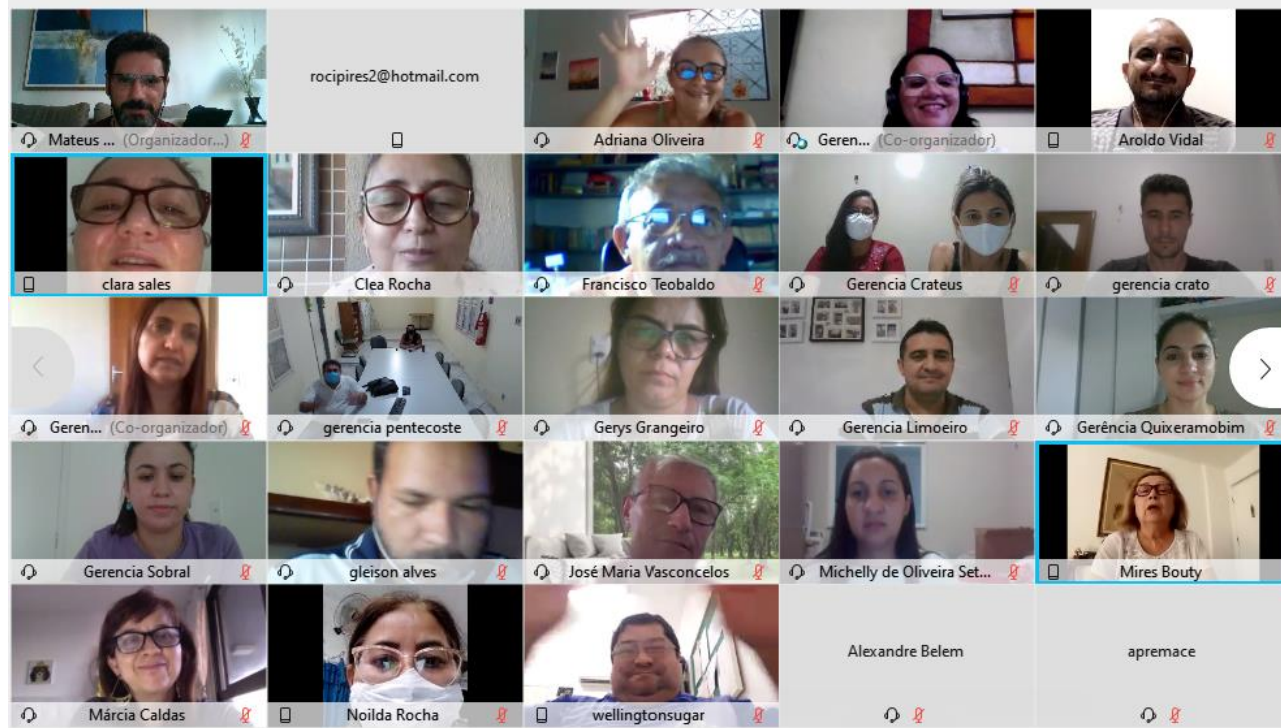 Mateus ... (Organizador...)
rocipires2@hotmail.com
Adriana Oliveira
Geren... (Co-organizador)
Aroldo Vidal
clara sales
Clea Rocha
Francisco Teobaldo
Gerencia Crateus
gerencia crato
Geren... (Co-organizador)
gerencia pentecoste
Gerys Grangeiro
Gerencia Limoeiro
Gerência Quixeramobim
Gerencia Sobral
gleison alves
José Maria Vasconcelos
Michelly de Oliveira Set...
Mires Bouty
Márcia Caldas
Noilda Rocha
wellingtonsugar
Alexandre Belem
apremace